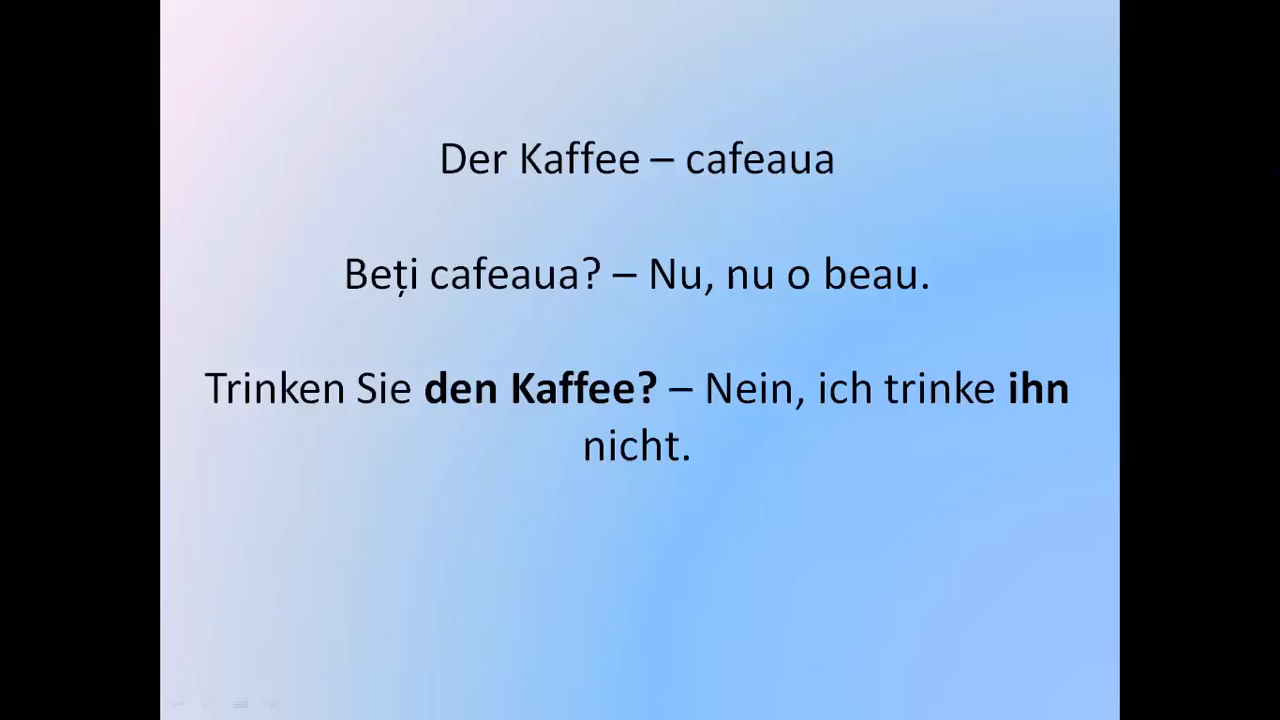 Der Kaffee – cafeaua
Beți cafeaua? – Nu, nu o beau.
Trinken Sie den Kaffee? – Nein, ich trinke ihn
nicht.